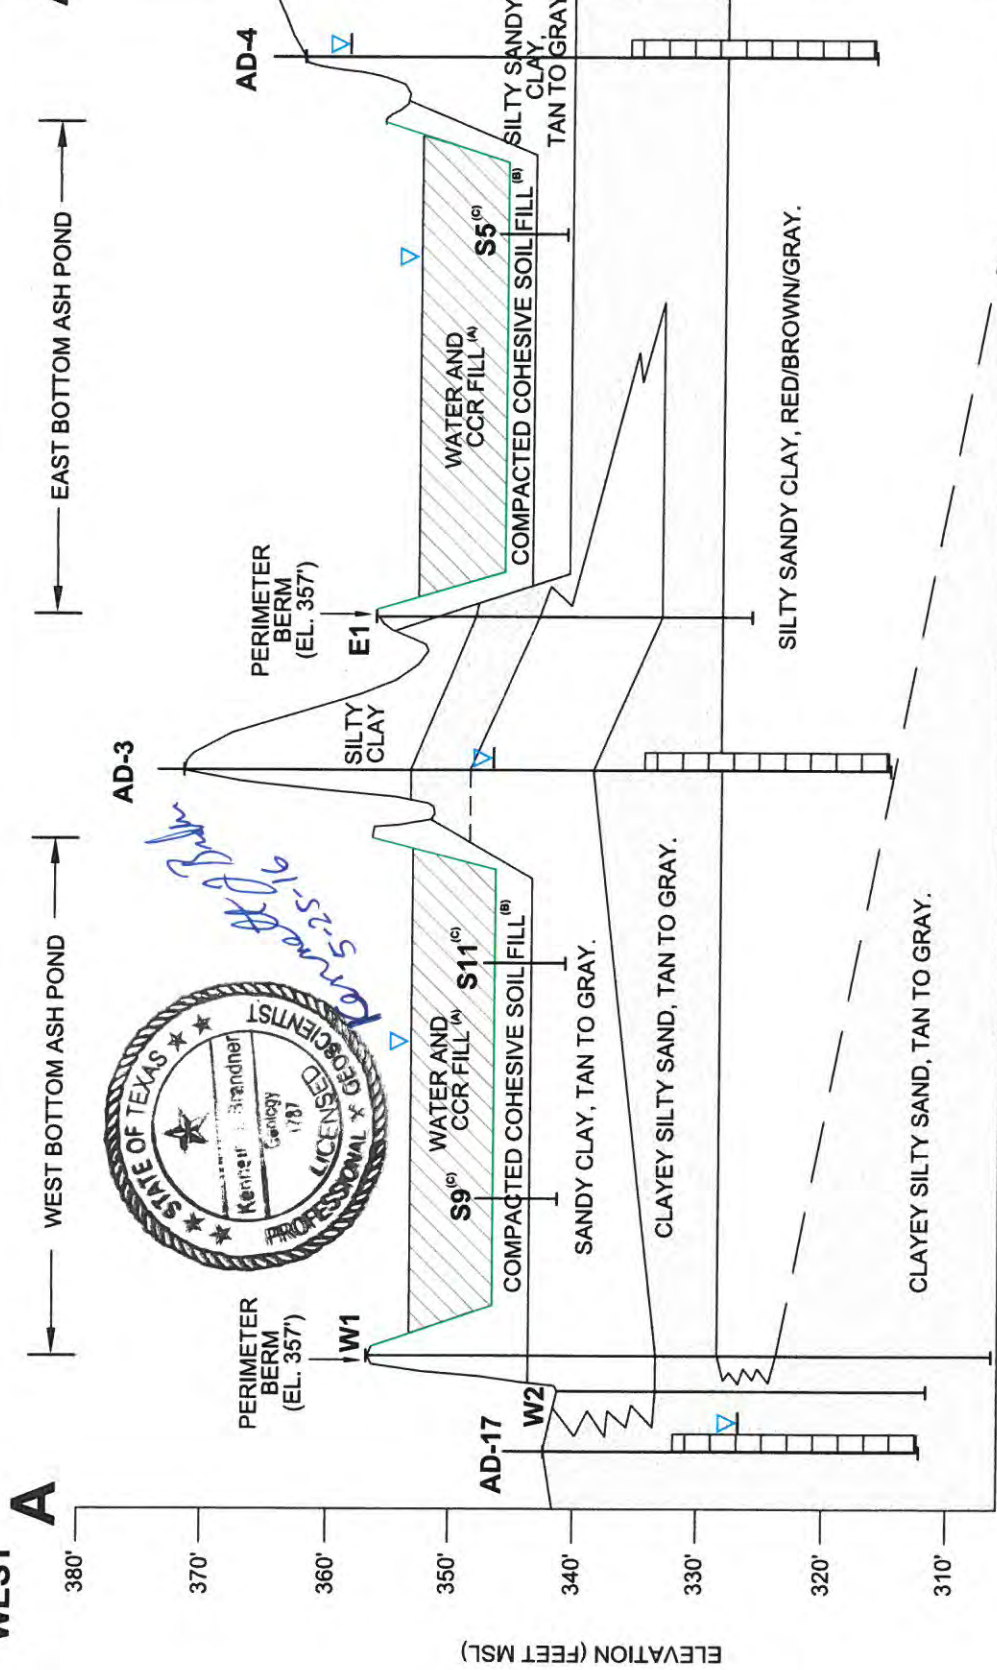 WEST
A
WEST BOTTOM ASH POND
EAST BOTTOM ASH POND
PERIMETER
BERM
(EL. 357')
W1
AD-3
PERIMETER
BERM
(EL. 357')
E1
AD-4
STATE OF TEXAS
Brandner
Geology
LICENSED
PROFESSIONAL GEOSCIENTIST
5-25-16
SILTY
CLAY
WATER AND
CCR FILL (A)
S9 (C)
S11 (C)
COMPACTED COHESIVE SOIL FILL (B)
WATER AND
CCR FILL (A)
S5 (C)
COMPACTED COHESIVE SOIL FILL (B)
SILTY SANDY
CLAY,
TAN TO GRAY
AD-17
W2
SANDY CLAY, TAN TO GRAY.
CLAYEY SILTY SAND, TAN TO GRAY.
SILTY SANDY CLAY, RED/BROWN/GRAY.
CLAYEY SILTY SAND, TAN TO GRAY.
380'
370'
360'
350'
340'
330'
320'
310'
ELEVATION (FEET MSL)